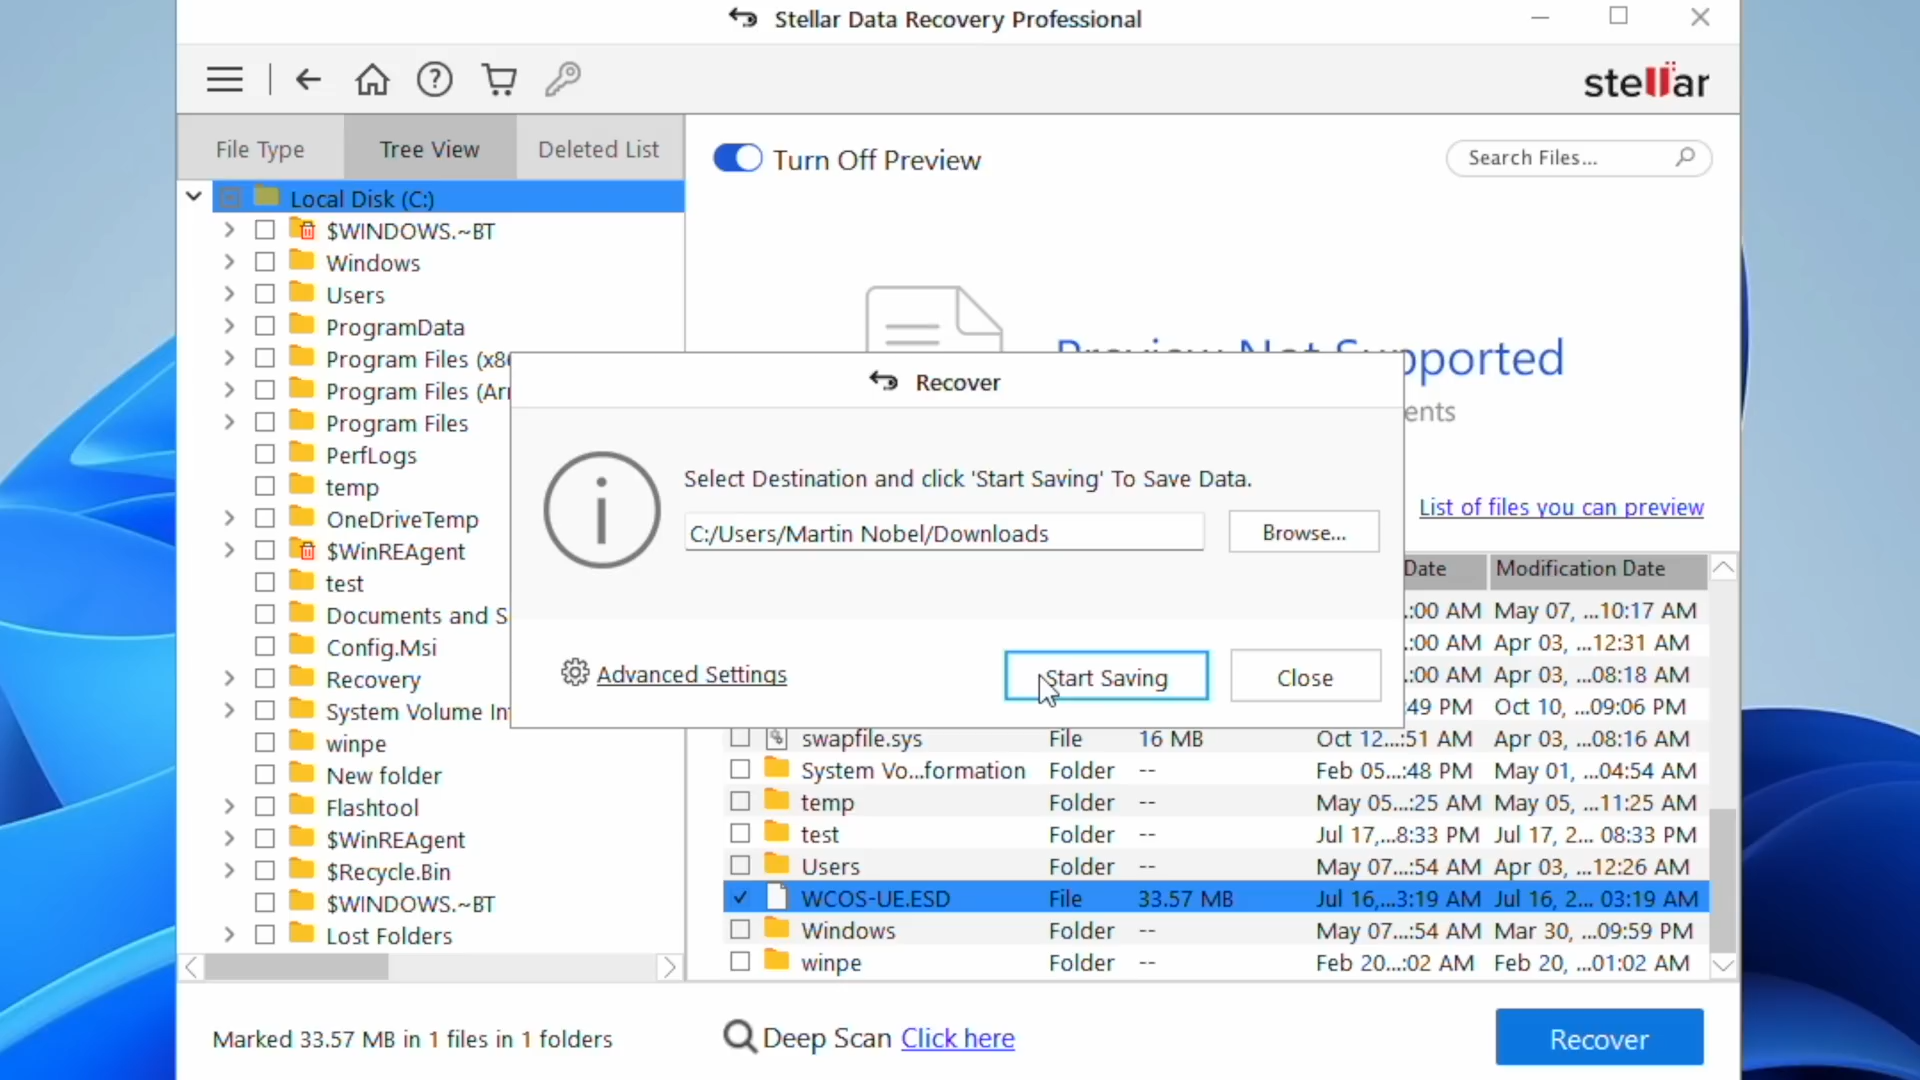 Stellar Data Recovery Professional
stellar
File Type
Tree View
Deleted List
Turn Off Preview
Search Files...
Local Disk (C:)
$WINDOWS.~BT
Windows
Users
ProgramData
Program Files (x8
Program Files (Ar
Program Files
PerfLogs
temp
OneDriveTemp
$WinREAgent
test
Documents and S
Config.Msi
Recovery
System Volume In
winpe
New folder
Flashtool
$WinREAgent
$Recycle.Bin
$WINDOWS.~BT
Lost Folders
Preview Not Supported
ents
List of files you can preview
Recover
Select Destination and click 'Start Saving' To Save Data.
C:/Users/Martin Nobel/Downloads
Browse...
Advanced Settings
Start Saving
Close
Date Modification Date
:00 AM May 07, ...10:17 AM
:00 AM Apr 03, ...12:31 AM
:00 AM Apr 03, ...08:18 AM
:49 PM Oct 10, ...09:06 PM
swapfile.sys File 16 MB Oct 12...:51 AM Apr 03, ...08:16 AM
System Vo...formation Folder -- Feb 05...:48 PM May 01, ...04:54 AM
temp Folder -- May 05...:25 AM May 05, ...11:25 AM
test Folder -- Jul 17,...8:33 PM Jul 17, 2... 08:33 PM
Users Folder -- May 07...:54 AM Apr 03, ...12:26 AM
WCOS-UE.ESD File 33.57 MB Jul 16,...3:19 AM Jul 16, 2... 03:19 AM
Windows Folder -- May 07...:54 AM Mar 30, ...09:59 PM
winpe Folder -- Feb 20...:02 AM Feb 20, ...01:02 AM
Marked 33.57 MB in 1 files in 1 folders
Deep Scan Click here
Recover